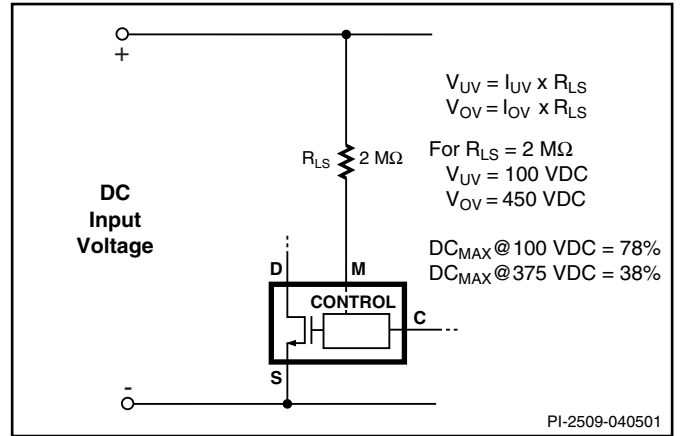 +
V_UV = I_UV x R_LS
V_OV = I_OV x R_LS
R_LS 2 MΩ
For R_LS = 2 MΩ
V_UV = 100 VDC
V_OV = 450 VDC
DC
Input
Voltage
DC_MAX@100 VDC = 78%
DC_MAX@375 VDC = 38%
D
M
CONTROL
C
S
-
PI-2509-040501